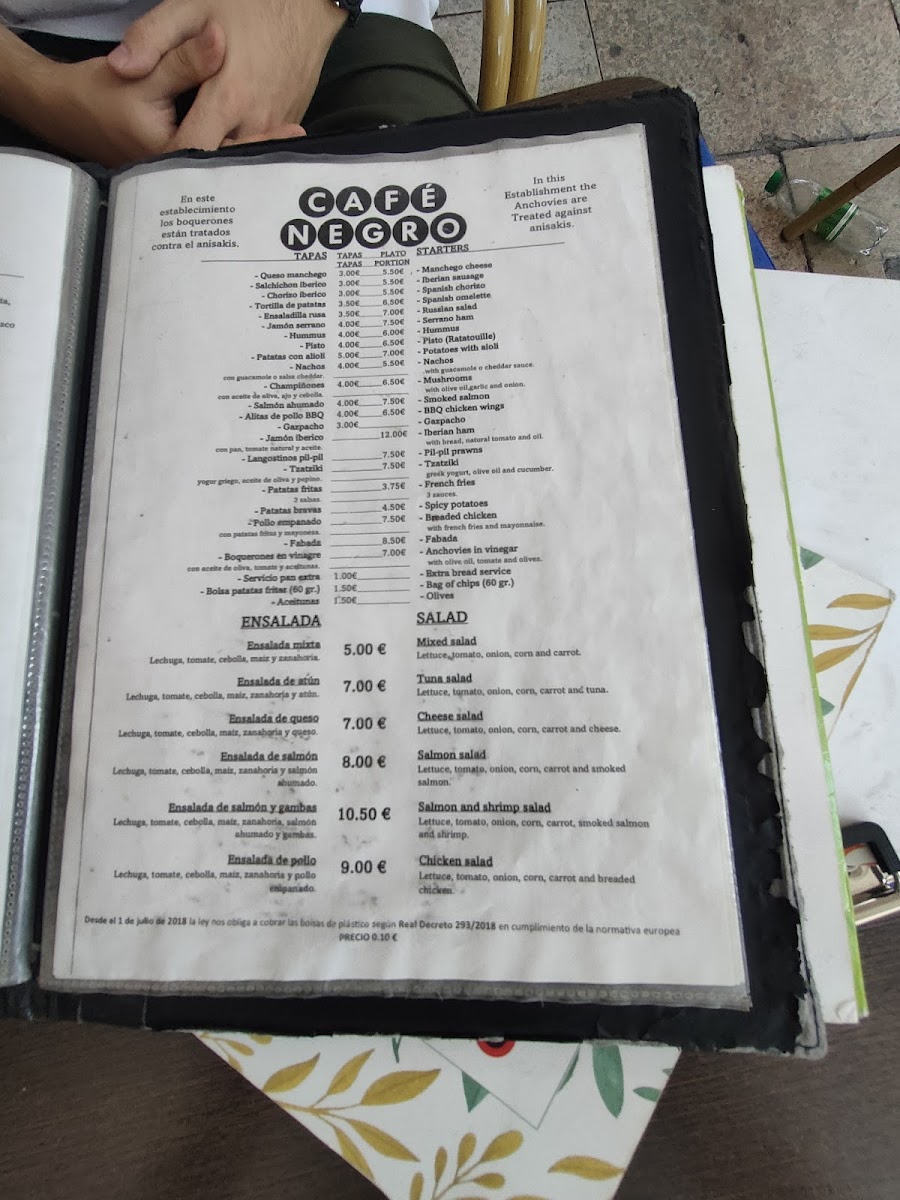 ta,
sco
En este
establecimiento
los boquerones
están tratados
contra el anisakis.
CAFÉ
NEGRO
In this
Establishment the
Anchovies are
Treated against
anisakis.
TAPAS TAPAS PLATO STARTERS
TAPAS PORTION
- Queso manchego 3.00€ 5.50€ - Manchego cheese
- Salchichon iberico 3.00€ 5.50€ - Iberian sausage
- Chorizo iberico 3.00€ 5.50€ - Spanish chorizo
- Tortilla de patatas 3.50€ 6.50€ - Spanish omelette
- Ensaladilla rusa 3.50€ 7.00€ - Russian salad
- Jamón serrano 4.00€ 7.50€ - Serrano ham
- Hummus 4.00€ 6.00€ - Hummus
- Pisto 4.00€ 6.50€ - Pisto (Ratatouille)
- Patatas con alioli 5.00€ 7.00€ - Potatoes with aioli
- Nachos 4.00€ 5.50€ - Nachos
con guacamole o salsa cheddar. with guacamole o cheddar sauce.
- Champiñones 4.00€ 6.50€ - Mushrooms
con aceite de oliva, ajo y cebolla. with olive oil,garlic and onion.
- Salmón ahumado 4.00€ 7.50€ - Smoked salmon
- Alitas de pollo BBQ 4.00€ 6.50€ - BBQ chicken wings
- Gazpacho 3.00€ - Gazpacho
- Jamón iberico 12.00€ - Iberian ham
con pan, tomate natural y aceite. with bread, natural tomato and oil.
- Langostinos pil-pil 7.50€ - Pil-pil prawns
- Tzatziki 7.50€ - Tzatziki
yogur griego, aceite de oliva y pepino. greek yogurt, olive oil and cucumber.
- Patatas fritas 3.75€ - French fries
3 salsas. 3 sauces.
- Patatas bravas 4.50€ - Spicy potatoes
- Pollo empanado 7.50€ - Breaded chicken
con patatas fritas y mayonesa. with french fries and mayonnaise.
- Fabada 8.50€ - Fabada
- Boquerones en vinagre 7.00€ - Anchovies in vinegar
con aceite de oliva, tomate y aceitunas. with olive oil, tomato and olives.
- Servicio pan extra 1.00€ - Extra bread service
- Bolsa patatas fritas (60 gr.) 1.50€ - Bag of chips (60 gr.)
- Aceitunas 1.50€ - Olives
ENSALADA SALAD
Ensalada mixta 5.00 € Mixed salad
Lechuga, tomate, cebolla, maiz y zanahoria. Lettuce, tomato, onion, corn and carrot.
Ensalada de atún 7.00 € Tuna salad
Lechuga, tomate, cebolla, maiz, zanahoria y atún. Lettuce, tomato, onion, corn, carrot and tuna.
Ensalada de queso 7.00 € Cheese salad
Lechuga, tomate, cebolla, maiz, zanahoria y queso. Lettuce, tomato, onion, corn, carrot and cheese.
Ensalada de salmón 8.00 € Salmon salad
Lechuga, tomate, cebolla, maiz, zanahoria y salmón Lettuce, tomato, onion, corn, carrot and smoked
ahumado. salmon.
Ensalada de salmón y gambas 10.50 € Salmon and shrimp salad
Lechuga, tomate, cebolla, maiz, zanahoria, salmón Lettuce, tomato, onion, corn, carrot, smoked salmon
ahumado y gambas. and shrimp.
Ensalada de pollo 9.00 € Chicken salad
Lechuga, tomate, cebolla, maiz, zanahoria y pollo Lettuce, tomato, onion, corn, carrot and breaded
enipanado. chicken.
Desde el 1 de julio de 2018 la ley nos obliga a cobrar las bolsas de plástico según Real Decreto 293/2018 en cumplimiento de la normativa europea
PRECIO 0.10 €